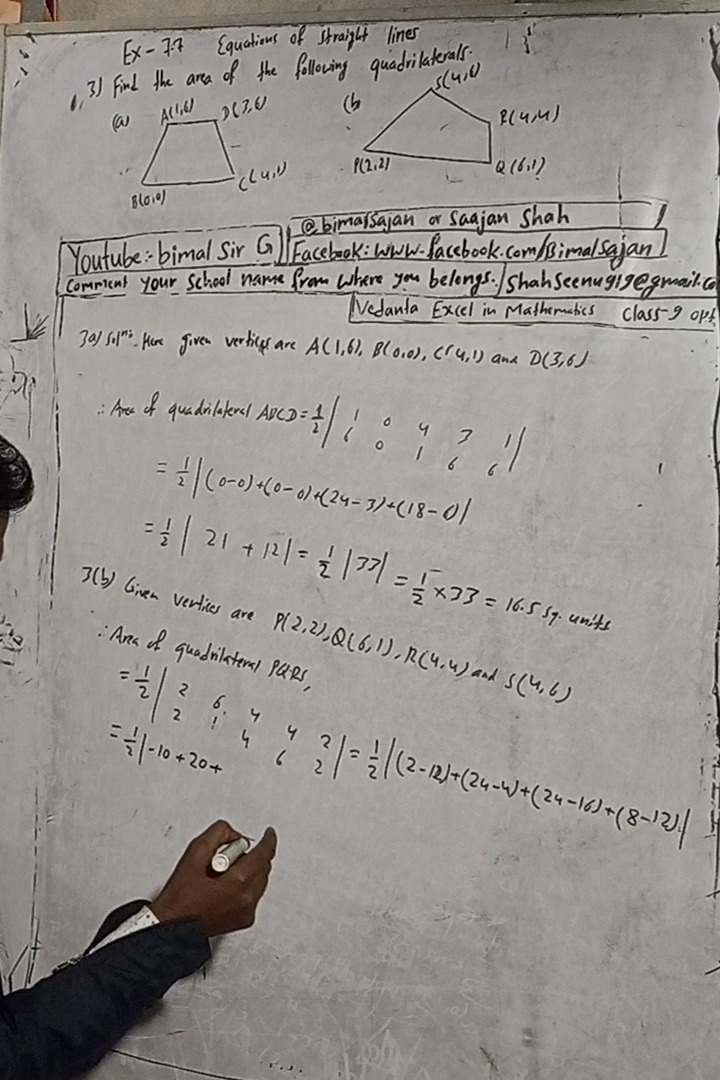 Ex - 7.7 Equations of straight lines
3) Find the area of the following quadrilaterals.
(a) A(1,6) D(3,6) (b) S(4,6)
R(4,4)
P(2,2) Q(6,1)
C(4,1)
B(0,0)
@bimalsajan or Saajan Shah
Youtube:- bimal Sir G Facebook: www.facebook.com/Bimalsajan
Comment your School name from where you belongs./Shahseenu919@gmail.co
Vedanta Excel in Mathematics Class-9 opt
3a) Solⁿ:- Here given vertices are A(1,6), B(0,0), C(4,1) and D(3,6)
∴ Area of quadrilateral ABCD = 1/2 | 1 0 4 3 1
6 0 1 6 6 |
= 1/2 |(0-0)+(0-0)+(24-3)+(18-6)|
= 1/2 | 21 + 12| = 1/2 |33| = 1/2 × 33 = 16.5 sq. units
3(b) Given vertices are P(2,2), Q(6,1), R(4,4) and S(4,6)
∴ Area of quadrilateral PQRS,
= 1/2 | 2 6 4 4 2
2 1 4 6 2 | = 1/2 |(2-12)+(24-4)+(24-16)+(8-12)|
= 1/2 |-10 + 20 +